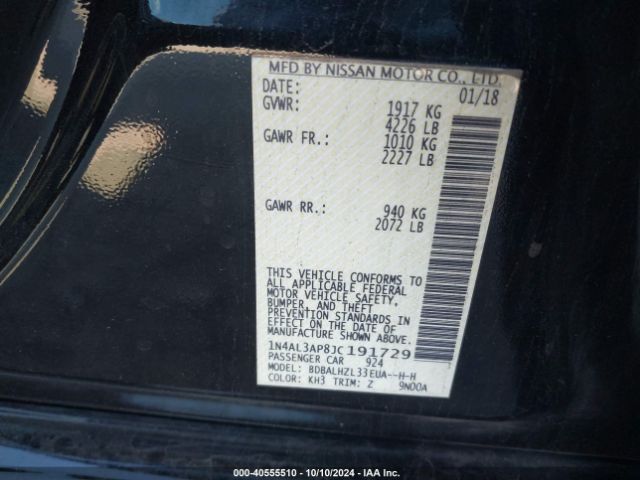 MFD BY NISSAN MOTOR CO., LTD.
DATE: 01/18
GVWR: 1917 KG
4226 LB
GAWR FR.: 1010 KG
2227 LB
GAWR RR.: 940 KG
2072 LB
THIS VEHICLE CONFORMS TO
ALL APPLICABLE FEDERAL
MOTOR VEHICLE SAFETY,
BUMPER, AND THEFT
PREVENTION STANDARDS
IN EFFECT ON THE DATE OF
MANUFACTURE SHOWN ABOVE.
1N4AL3AP8JC191729
PASSENGER CAR 924
MODEL: BDBALHZL33EUA--H-H
COLOR: KH3 TRIM: Z 9N00A
000-40555510 - 10/10/2024 - IAA Inc.